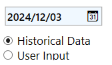 2024/12/03
Historical Data
User Input